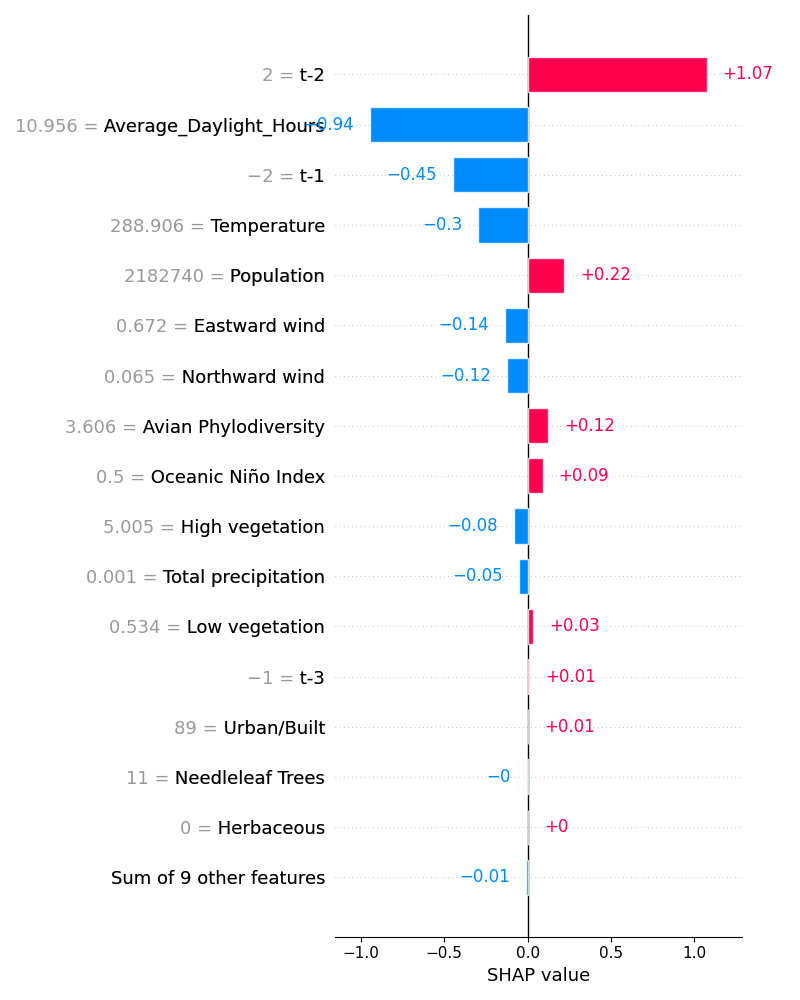 2 = t-2 +1.07
10.956 = Average_Daylight_Hours −0.94
−2 = t-1 −0.45
288.906 = Temperature −0.3
2182740 = Population +0.22
0.672 = Eastward wind −0.14
0.065 = Northward wind −0.12
3.606 = Avian Phylodiversity +0.12
0.5 = Oceanic Niño Index +0.09
5.005 = High vegetation −0.08
0.001 = Total precipitation −0.05
0.534 = Low vegetation +0.03
−1 = t-3 +0.01
89 = Urban/Built +0.01
11 = Needleleaf Trees −0
0 = Herbaceous +0
Sum of 9 other features −0.01
−1.0 −0.5 0.0 0.5 1.0
SHAP value